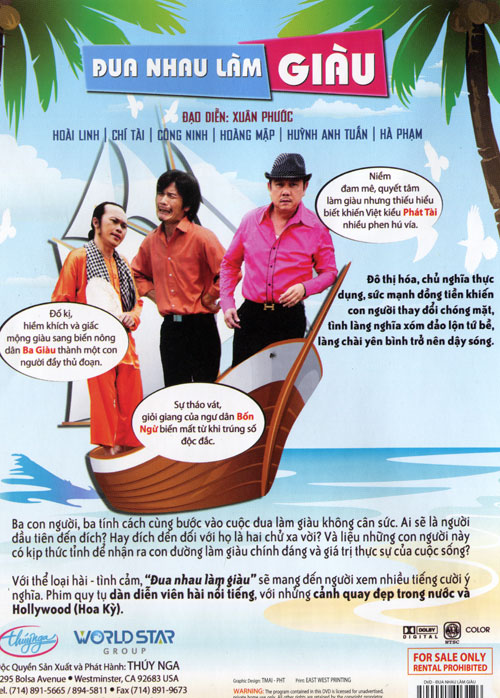 ĐUA NHAU LÀM GIÀU
ĐẠO DIỄN: XUÂN PHƯỚC
HOÀI LINH | CHÍ TÀI | CÔNG NINH | HOÀNG MẬP | HUỲNH ANH TUẤN | HÀ PHẠM
Niềm
đam mê, quyết tâm
làm giàu nhưng thiếu hiểu
biết khiến Việt kiều Phát Tài
nhiều phen hú vía.
Đô thị hóa, chủ nghĩa thực
dụng, sức mạnh đồng tiền khiến
con người thay đổi chóng mặt,
tình làng nghĩa xóm đảo lộn tứ bề,
làng chài yên bình trở nên dậy sóng.
Đố kị,
hiềm khích và giấc
mộng giàu sang biến nông
dân Ba Giàu thành một con
người đầy thủ đoạn.
Sự tháo vát,
giỏi giang của ngư dân Bốn
Ngừ biến mất từ khi trúng số
độc đắc.
Ba con người, ba tính cách cùng bước vào cuộc đua làm giàu không cân sức. Ai sẽ là người
đầu tiên đến đích? Hay đích đến đối với họ là hai chữ xa vời? Và liệu những con người này
có kịp thức tỉnh để nhận ra con đường làm giàu chính đáng và giá trị thực sự của cuộc sống?
Với thể loại hài - tình cảm, "Đua nhau làm giàu" sẽ mang đến người xem nhiều tiếng cười ý
nghĩa. Phim quy tụ dàn diễn viên hài nổi tiếng, với những cảnh quay đẹp trong nước và
Hollywood (Hoa Kỳ).
thúy nga
WORLD STAR
GROUP
DOLBY
DIGITAL
ALL
NTSC
COLOR
FOR SALE ONLY
RENTAL PROHIBITED
ộc Quyền Sản Xuất và Phát Hành: THÚY NGA
295 Bolsa Avenue • Westminster, CA 92683 USA
el. (714) 891-5665 / 894-5811 • Fax (714) 891-9673
Graphic Design: TMAI - PHT Print: EAST WEST PRINTING
WARNING: The program contained in this DVD is licensed for
DVD - ĐUA NHAU LÀM GIÀU